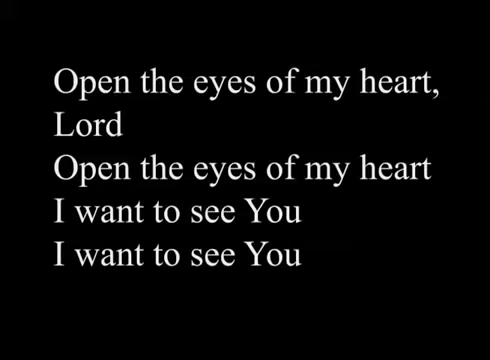 Open the eyes of my heart,
Lord
Open the eyes of my heart
I want to see You
I want to see You